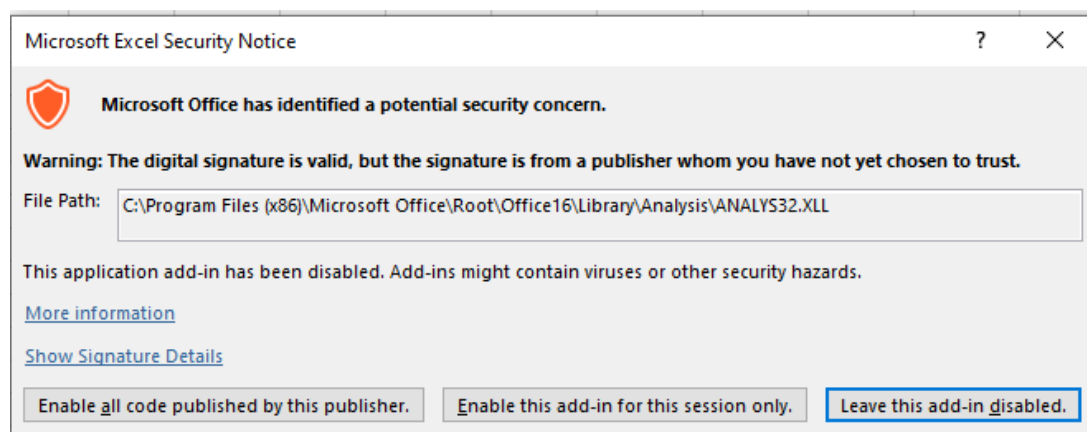 Microsoft Excel Security Notice
?
Microsoft Office has identified a potential security concern.
Warning: The digital signature is valid, but the signature is from a publisher whom you have not yet chosen to trust.
File Path: C:\Program Files (x86)\Microsoft Office\Root\Office16\Library\Analysis\ANALYS32.XLL
This application add-in has been disabled. Add-ins might contain viruses or other security hazards.
More information
Show Signature Details
Enable all code published by this publisher. Enable this add-in for this session only. Leave this add-in disabled.